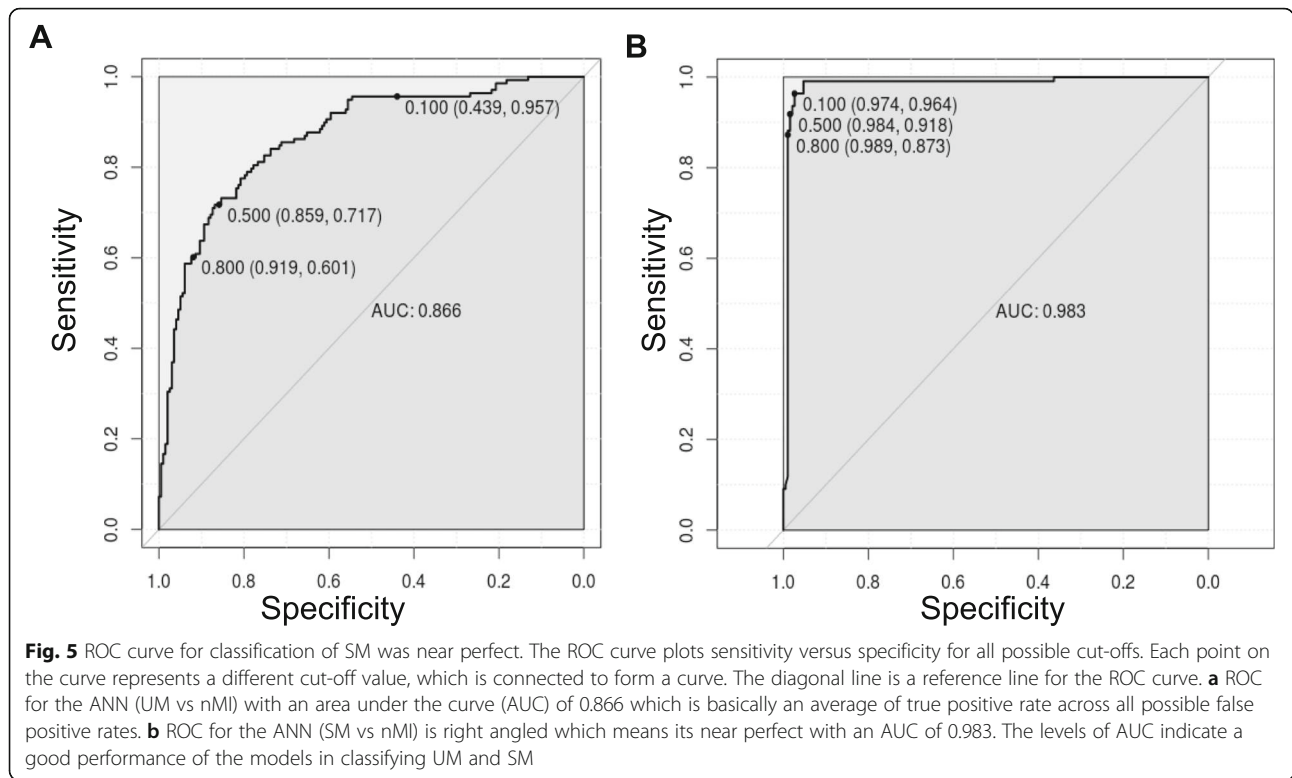 A
B
1.0
0.8
0.6
0.4
0.2
0.0
Sensitivity
0.100 (0.439, 0.957)
0.500 (0.859, 0.717)
0.800 (0.919, 0.601)
AUC: 0.866
1.0 0.8 0.6 0.4 0.2 0.0
Specificity
1.0
0.8
0.6
0.4
0.2
0.0
Sensitivity
0.100 (0.974, 0.964)
0.500 (0.984, 0.918)
0.800 (0.989, 0.873)
AUC: 0.983
1.0 0.8 0.6 0.4 0.2 0.0
Specificity
Fig. 5 ROC curve for classification of SM was near perfect. The ROC curve plots sensitivity versus specificity for all possible cut-offs. Each point on
the curve represents a different cut-off value, which is connected to form a curve. The diagonal line is a reference line for the ROC curve. a ROC
for the ANN (UM vs nMI) with an area under the curve (AUC) of 0.866 which is basically an average of true positive rate across all possible false
positive rates. b ROC for the ANN (SM vs nMI) is right angled which means its near perfect with an AUC of 0.983. The levels of AUC indicate a
good performance of the models in classifying UM and SM